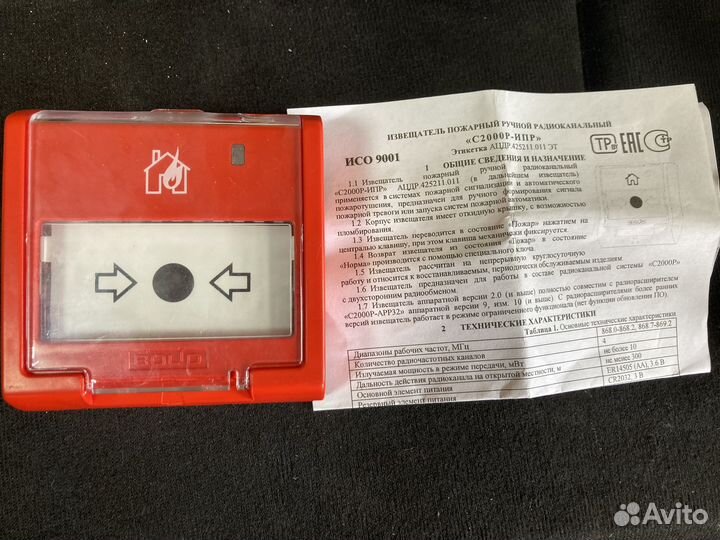 ИЗВЕЩАТЕЛЬ ПОЖАРНЫЙ РУЧНОЙ РАДИОКАНАЛЬНЫЙ
«С2000Р-ИПР»
Этикетка АЦДР.425211.011 ЭТ
ИСО 9001
ЕАС
1 ОБЩИЕ СВЕДЕНИЯ И НАЗНАЧЕНИЕ
1.1 Извещатель пожарный ручной радиоканальный
«С2000Р-ИПР» АЦДР.425211.011 (в дальнейшем извещатель)
применяется в системах пожарной сигнализации и автоматического
пожаротушения, предназначен для ручного формирования сигнала
пожарной тревоги или запуска систем пожарной автоматики.
1.2 Корпус извещателя имеет откидную крышку, с возможностью
пломбирования.
1.3 Извещатель переводится в состояние «Пожар» нажатием на
центральную клавишу, при этом клавиша механически фиксируется.
1.4 Возврат извещателя из состояния «Пожар» в состояние
«Норма» производится с помощью специального ключа.
1.5 Извещатель рассчитан на непрерывную круглосуточную
работу и относится к восстанавливаемым, периодически обслуживаемым изделиям
1.6 Извещатель предназначен для работы в составе радиоканальной системы «С2000Р»
с двухсторонним радиообменом.
1.7 Извещатель аппаратной версии 2.0 (и выше) полностью совместим с радиорасширителем
«С2000Р-АРР32» аппаратной версии 9, изм. 10 (и выше). С радиорасширителями более ранних
версий извещатель работает в режиме ограниченного функционала (нет функции обновления ПО).
2 ТЕХНИЧЕСКИЕ ХАРАКТЕРИСТИКИ
Таблица 1. Основные технические характеристики
Диапазоны рабочих частот, МГц 868.0-868.2, 868.7-869.2
Количество радиочастотных каналов 4
Излучаемая мощность в режиме передачи, мВт не более 10
Дальность действия радиоканала на открытой местности, м не менее 300
Основной элемент питания ER14505 (AA), 3.6 В
Резервный элемент питания CR2032, 3 В
болид
Avito